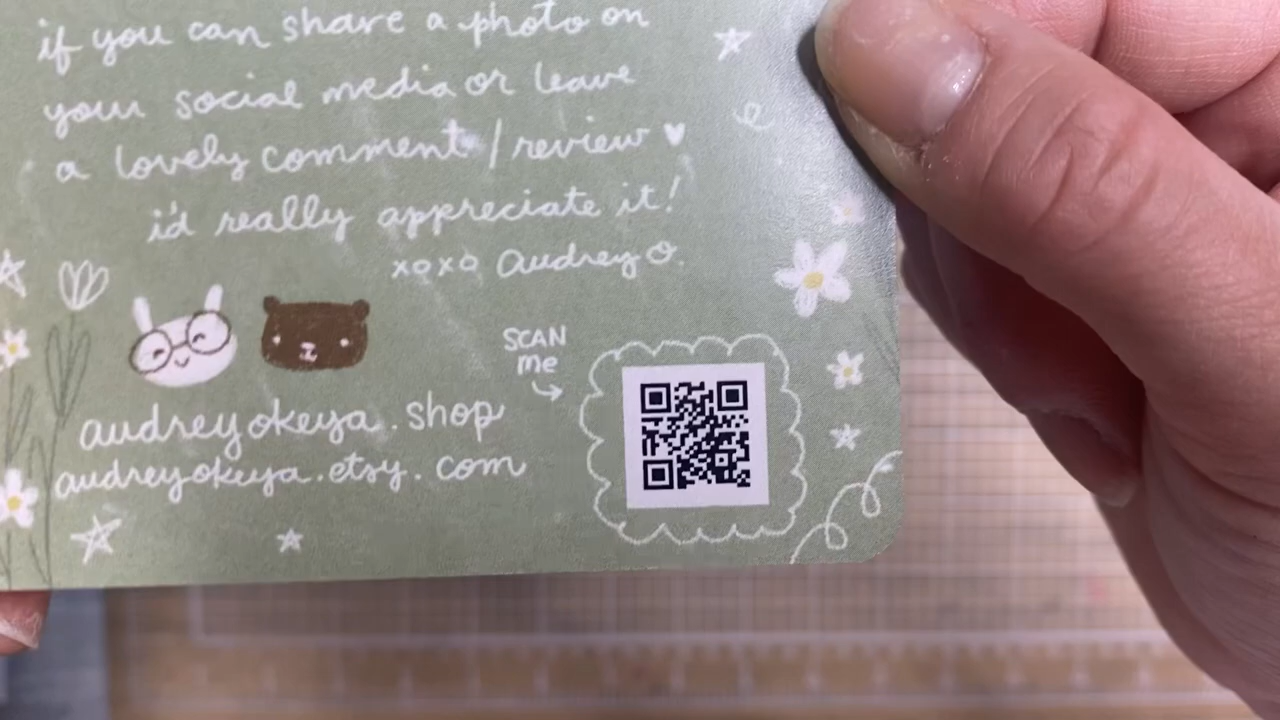 if you can share a photo on
your social media or leave
a lovely comment / review ♥
i'd really appreciate it!
xoxo audrey o.
SCAN
me
audreyokeya.shop
audreyokeya.etsy.com